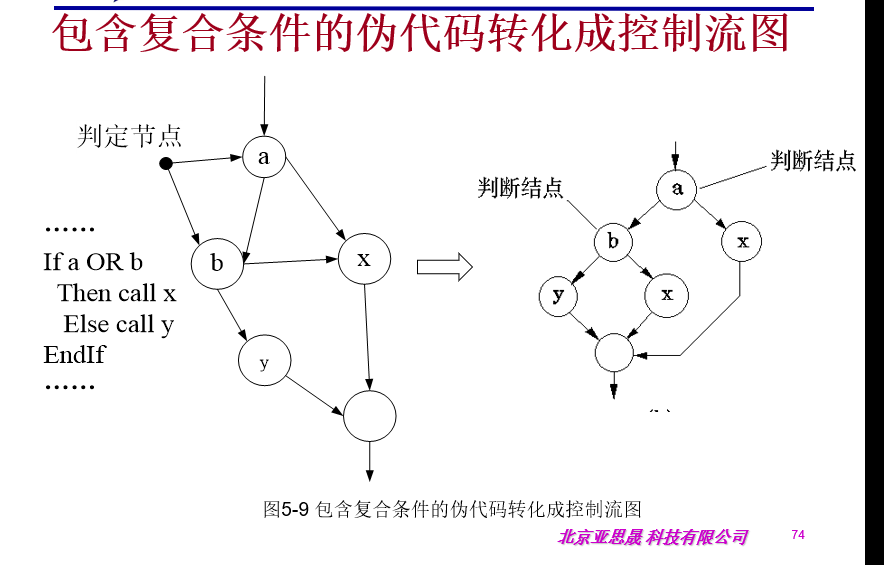 包含复合条件的伪代码转化成控制流图
判定节点
a
b
x
y
……
If a OR b
Then call x
Else call y
EndIf
……
判断结点
判断结点
a
b
x
y
x
图5-9 包含复合条件的伪代码转化成控制流图
北京亚思晟 科技有限公司
74